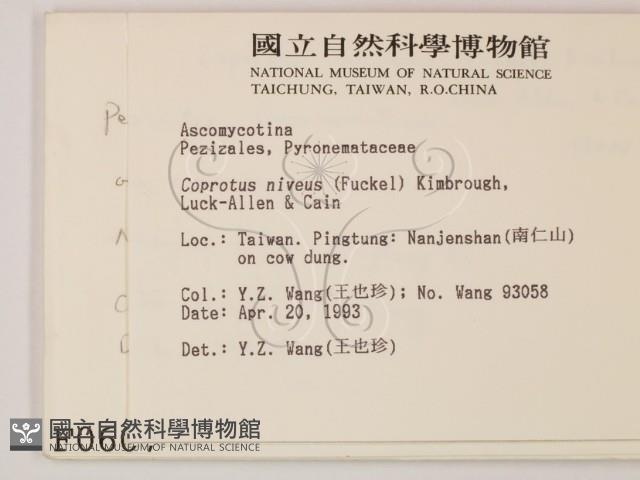 國立自然科學博物館
NATIONAL MUSEUM OF NATURAL SCIENCE
TAICHUNG, TAIWAN, R.O.CHINA
Pe
Ascomycotina
Pezizales, Pyronemataceae
Coprotus niveus (Fuckel) Kimbrough,
Luck-Allen & Cain
Loc.: Taiwan. Pingtung: Nanjenshan(南仁山)
on cow dung.
Col.: Y.Z. Wang(王也珍); No. Wang 93058
Date: Apr. 20, 1993
Det.: Y.Z. Wang(王也珍)
國立自然科學博物館
NATIONAL MUSEUM OF NATURAL SCIENCE